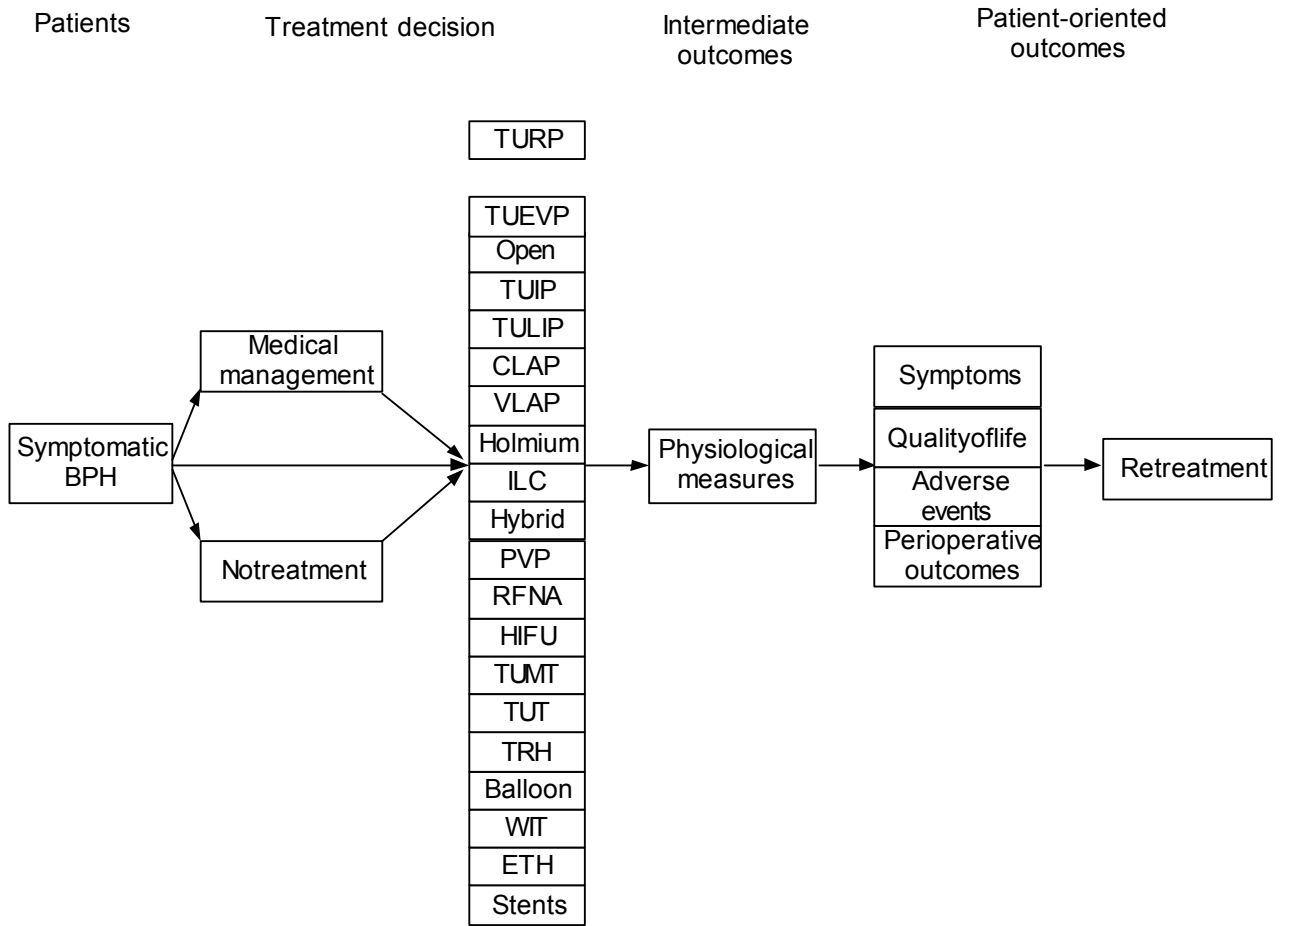 Patients
Treatment decision
Intermediate
outcomes
Patient-oriented
outcomes
TURP
TUEVP
Open
TUIP
TULIP
CLAP
VLAP
Holmium
ILC
Hybrid
PVP
RFNA
HIFU
TUMT
TUT
TRH
Balloon
WIT
ETH
Stents
Medical
management
Symptomatic
BPH
Notreatment
Physiological
measures
Symptoms
Qualityoflife
Adverse
events
Perioperative
outcomes
Retreatment